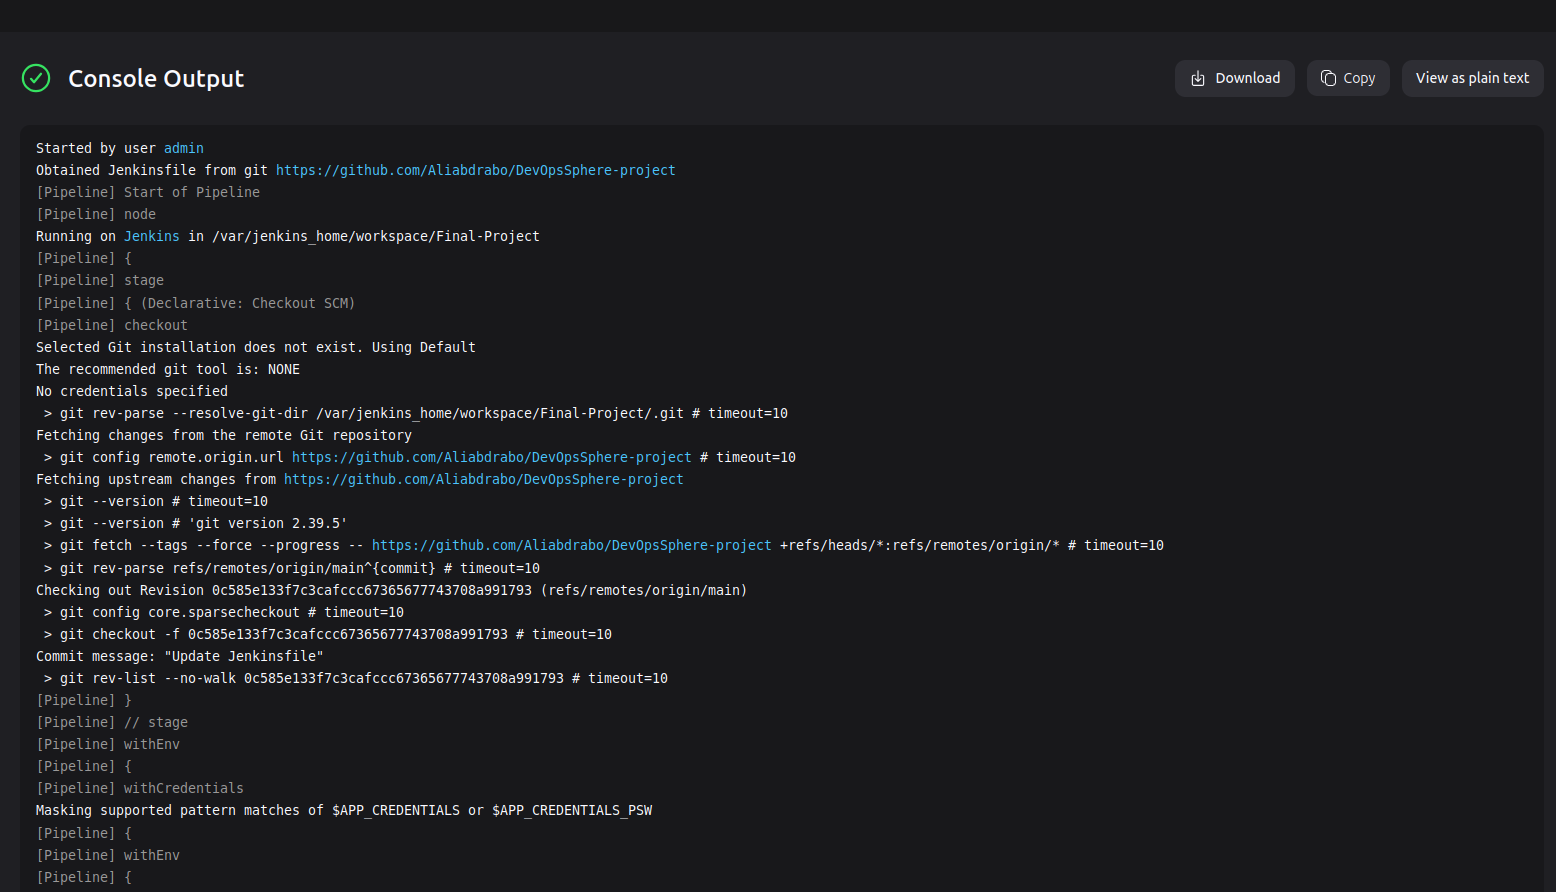 Console Output
Download
Copy
View as plain text
Started by user admin
Obtained Jenkinsfile from git https://github.com/Aliabdrabo/DevOpsSphere-project
[Pipeline] Start of Pipeline
[Pipeline] node
Running on Jenkins in /var/jenkins_home/workspace/Final-Project
[Pipeline] {
[Pipeline] stage
[Pipeline] { (Declarative: Checkout SCM)
[Pipeline] checkout
Selected Git installation does not exist. Using Default
The recommended git tool is: NONE
No credentials specified
 > git rev-parse --resolve-git-dir /var/jenkins_home/workspace/Final-Project/.git # timeout=10
Fetching changes from the remote Git repository
 > git config remote.origin.url https://github.com/Aliabdrabo/DevOpsSphere-project # timeout=10
Fetching upstream changes from https://github.com/Aliabdrabo/DevOpsSphere-project
 > git --version # timeout=10
 > git --version # 'git version 2.39.5'
 > git fetch --tags --force --progress -- https://github.com/Aliabdrabo/DevOpsSphere-project +refs/heads/*:refs/remotes/origin/* # timeout=10
 > git rev-parse refs/remotes/origin/main^{commit} # timeout=10
Checking out Revision 0c585e133f7c3cafccc67365677743708a991793 (refs/remotes/origin/main)
 > git config core.sparsecheckout # timeout=10
 > git checkout -f 0c585e133f7c3cafccc67365677743708a991793 # timeout=10
Commit message: "Update Jenkinsfile"
 > git rev-list --no-walk 0c585e133f7c3cafccc67365677743708a991793 # timeout=10
[Pipeline] }
[Pipeline] // stage
[Pipeline] withEnv
[Pipeline] {
[Pipeline] withCredentials
Masking supported pattern matches of $APP_CREDENTIALS or $APP_CREDENTIALS_PSW
[Pipeline] {
[Pipeline] withEnv
[Pipeline] {